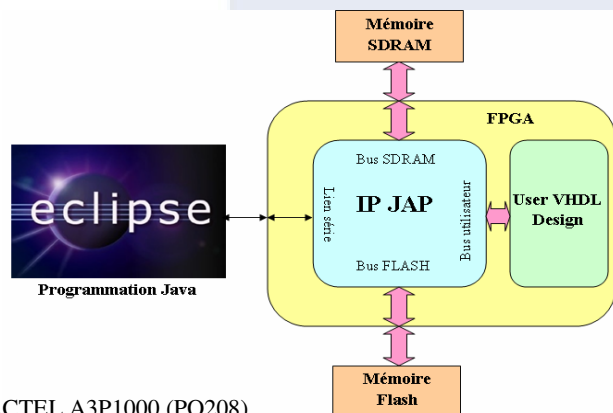 Mémoire
SDRAM
FPGA
Bus SDRAM
Lien série
IP JAP
Bus utilisateur
User VHDL
Design
eclipse
Bus FLASH
Programmation Java
Mémoire
Flash
CTEL A3P1000 (PQ208)